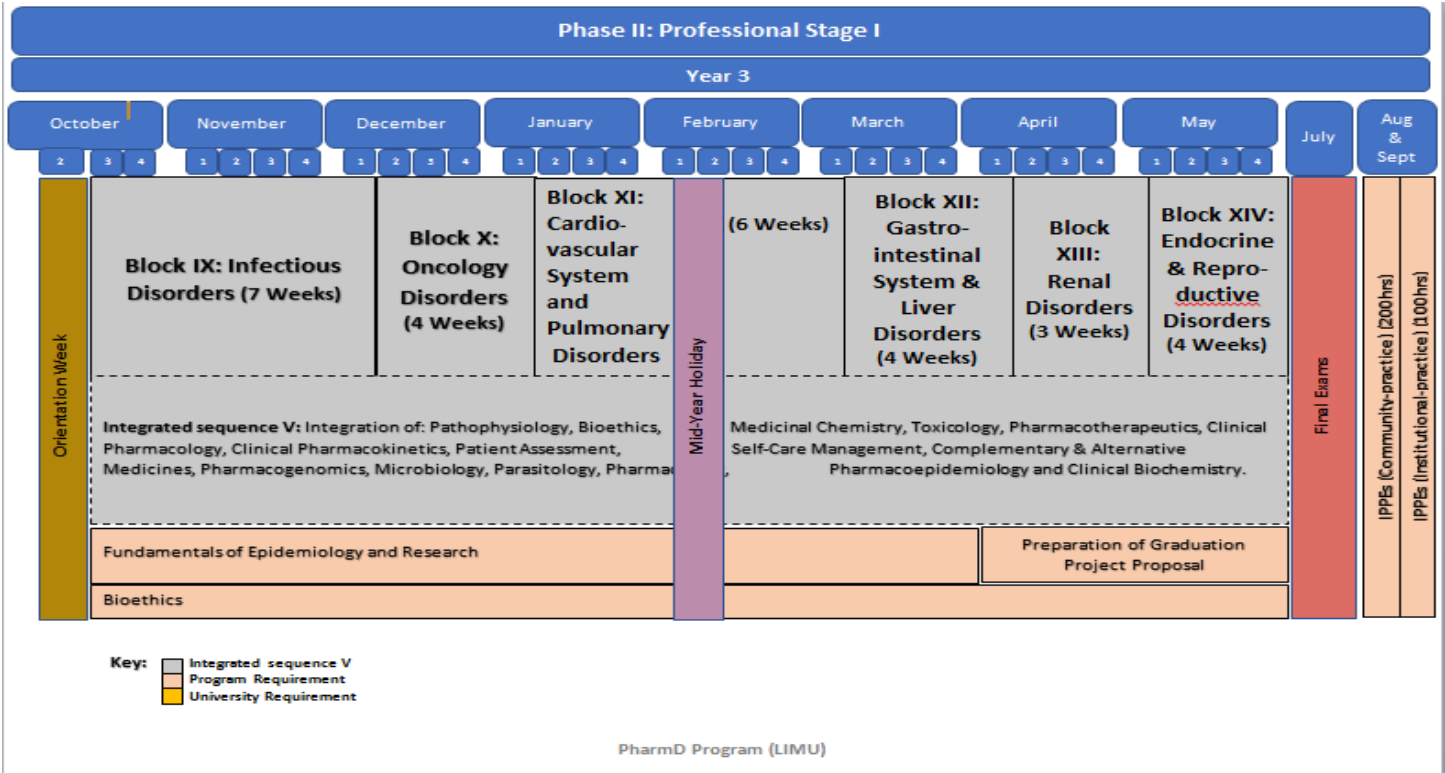 Phase II: Professional Stage I
Year 3
October
November
December
January
February
March
April
May
July
Aug
&
Sept
2
3
4
1
2
3
4
1
2
3
4
1
2
3
4
1
2
3
4
1
2
3
4
1
2
3
4
1
2
3
4
Orientation Week
Block IX: Infectious
Disorders (7 Weeks)
Block X:
Oncology
Disorders
(4 Weeks)
Block XI:
Cardio-
vascular
System
and
Pulmonary
Disorders
Mid-Year Holiday
(6 Weeks)
Block XII:
Gastro-
intestinal
System &
Liver
Disorders
(4 Weeks)
Block
XIII:
Renal
Disorders
(3 Weeks)
Block XIV:
Endocrine
& Repro-
ductive
Disorders
(4 Weeks)
Final Exams
IPPEs (Community-practice) (200hrs)
IPPEs (Institutional-practice) (100hrs)
Integrated sequence V: Integration of: Pathophysiology, Bioethics, Medicinal Chemistry, Toxicology, Pharmacotherapeutics, Clinical
Pharmacology, Clinical Pharmacokinetics, Patient Assessment, Self-Care Management, Complementary & Alternative
Medicines, Pharmacogenomics, Microbiology, Parasitology, Pharmacoepidemiology and Clinical Biochemistry.
Fundamentals of Epidemiology and Research
Preparation of Graduation
Project Proposal
Bioethics
Key:
Integrated sequence V
Program Requirement
University Requirement
PharmD Program (LIMU)